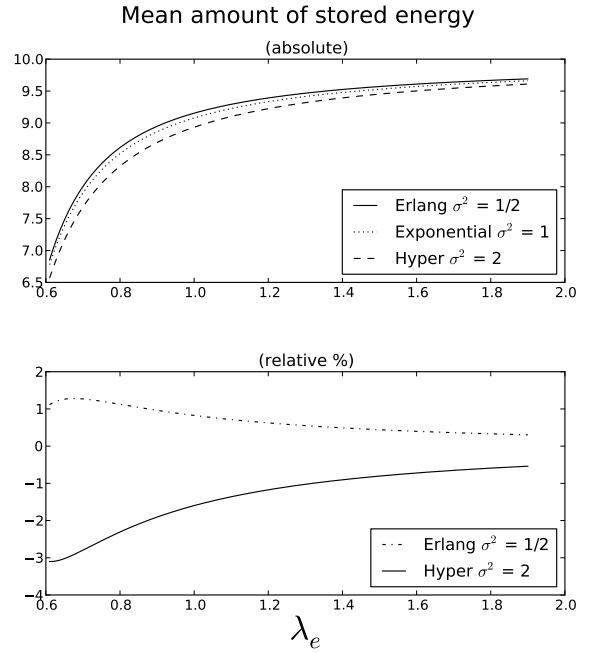 Mean amount of stored energy
(absolute)
10.0
9.5
9.0
8.5
8.0
7.5
7.0
6.5
Erlang σ² = 1/2
Exponential σ² = 1
Hyper σ² = 2
0.6 0.8 1.0 1.2 1.4 1.6 1.8 2.0
(relative %)
2
1
0
−1
−2
−3
−4
Erlang σ² = 1/2
Hyper σ² = 2
0.6 0.8 1.0 1.2 1.4 1.6 1.8 2.0
λₑ